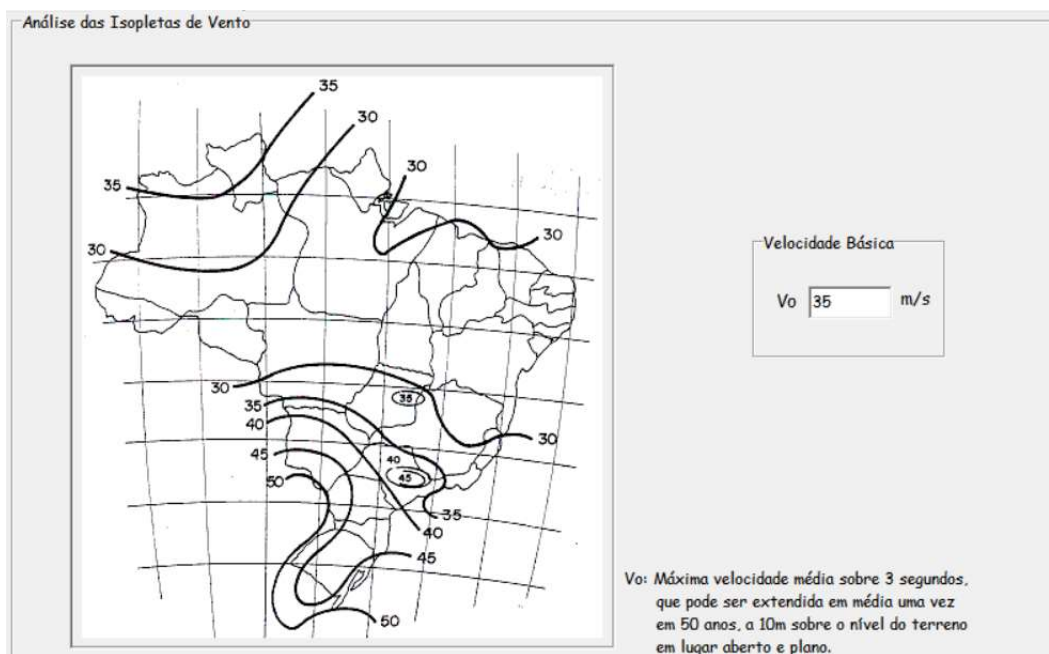 Análise das Isopletas de Vento
35
30
30
35
30
30
30
35
35
30
40
40
45
45
50
35
40
45
50
Velocidade Básica
Vo 35 m/s
Vo: Máxima velocidade média sobre 3 segundos,
que pode ser extendida em média uma vez
em 50 anos, a 10m sobre o nível do terreno
em lugar aberto e plano.